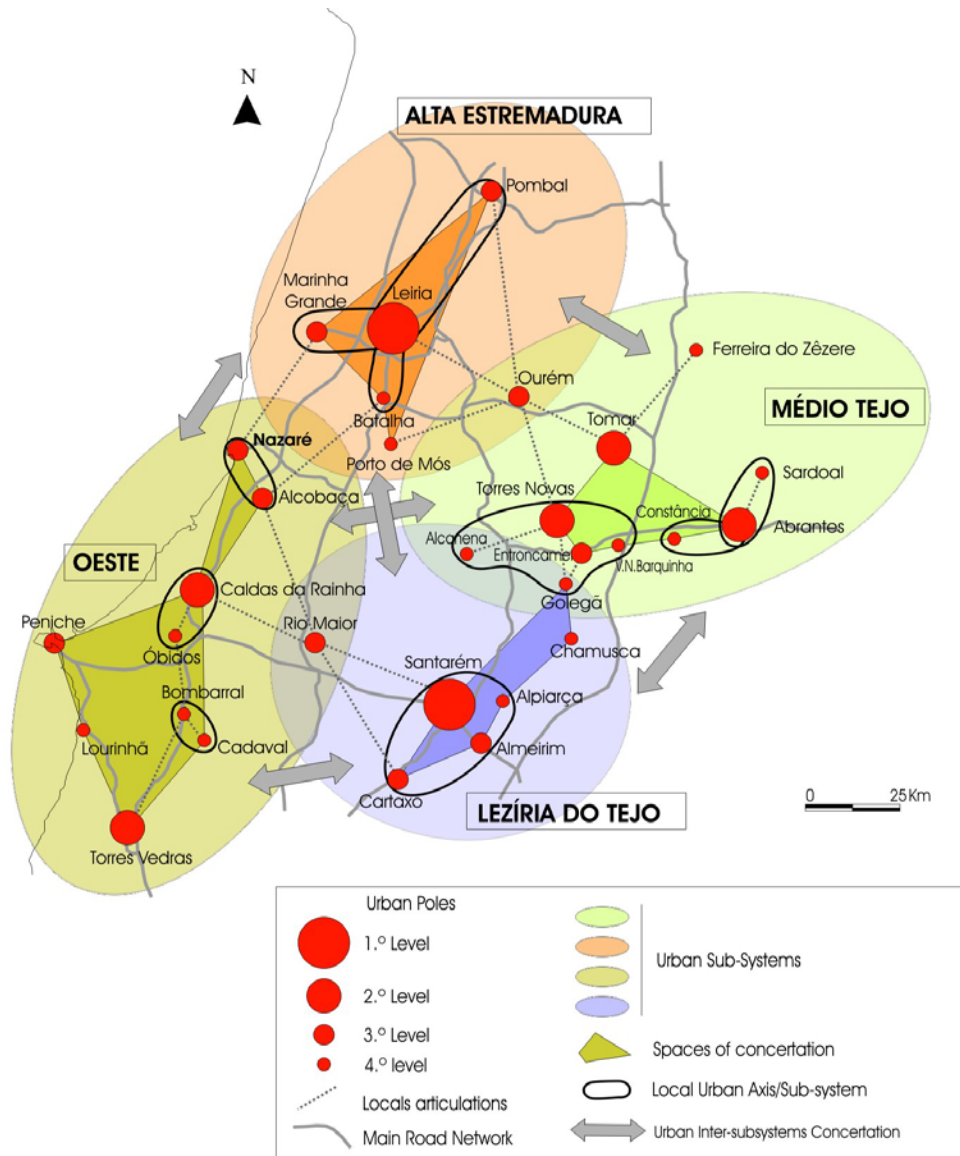 N
ALTA ESTREMADURA
Pombal
Marinha
Grande
Leiria
Ferreira do Zêzere
Ourém
Batalha
Tomar
MÉDIO TEJO
Nazaré
Porto de Mós
Sardoal
Alcobaça
Torres Novas
Constância
Abrantes
Alcanena
Entroncame
V.N.Barquinha
OESTE
Caldas da Rainha
Golegã
Peniche
Rio Maior
Chamusca
Óbidos
Santarém
Bombarral
Alpiarça
Lourinhã
Cadaval
Almeirim
Cartaxo
0 25 Km
LEZÍRIA DO TEJO
Torres Vedras
Urban Poles
1.º Level
2.º Level
3.º Level
4.º level
Locals articulations
Main Road Network
Urban Sub-Systems
Spaces of concertation
Local Urban Axis/Sub-system
Urban Inter-subsystems Concertation